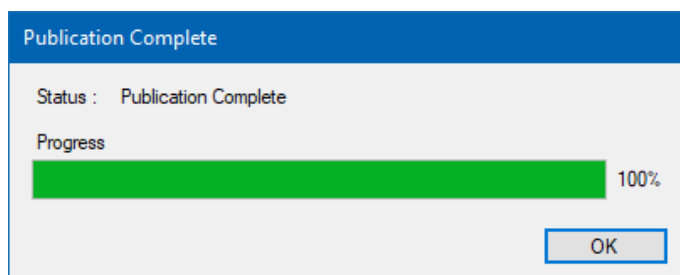 Publication Complete
Status : Publication Complete
Progress
100%
OK